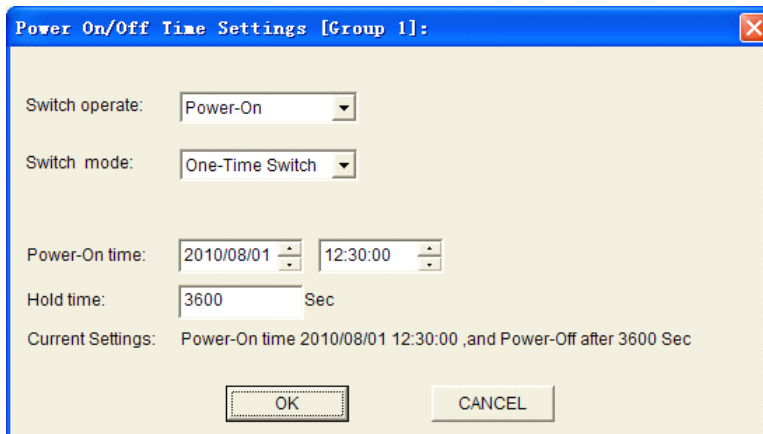 Power On/Off Time Settings [Group 1]:
Switch operate: Power-On
Switch mode: One-Time Switch
Power-On time: 2010/08/01 12:30:00
Hold time: 3600 Sec
Current Settings: Power-On time 2010/08/01 12:30:00 ,and Power-Off after 3600 Sec
OK CANCEL